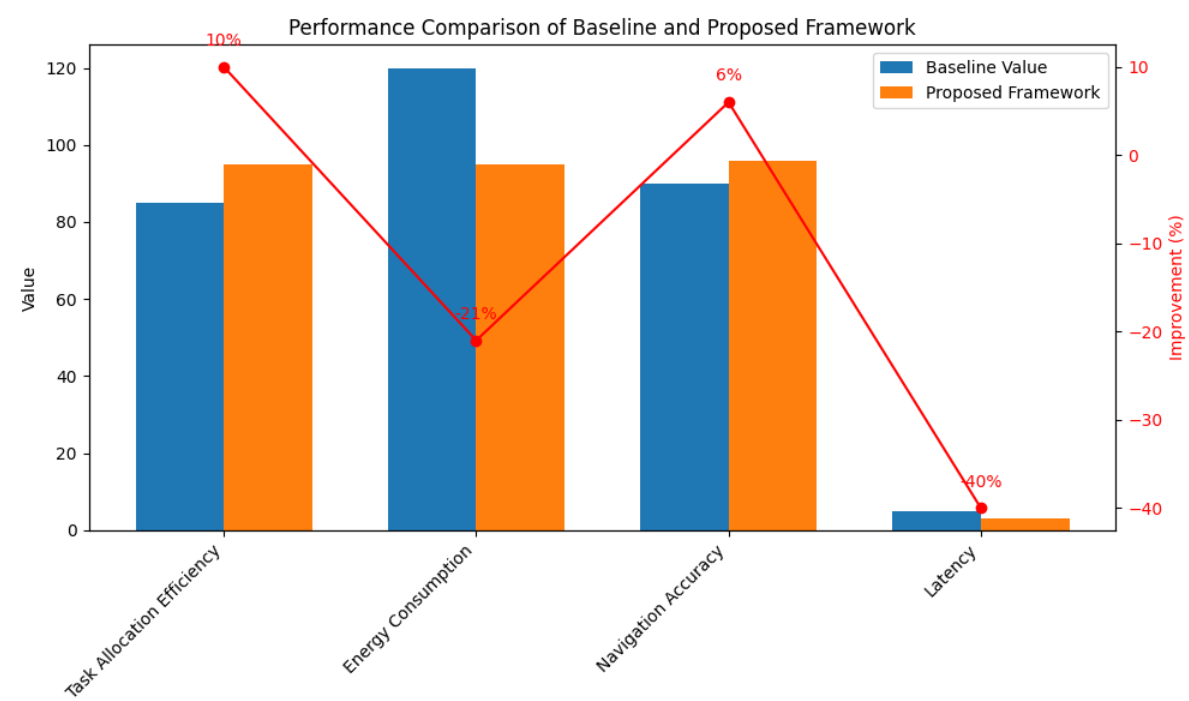 Performance Comparison of Baseline and Proposed Framework
10%
6%
-21%
-40%
Baseline Value
Proposed Framework
Value
120
100
80
60
40
20
0
10
0
−10
−20
−30
−40
Improvement (%)
Task Allocation Efficiency
Energy Consumption
Navigation Accuracy
Latency